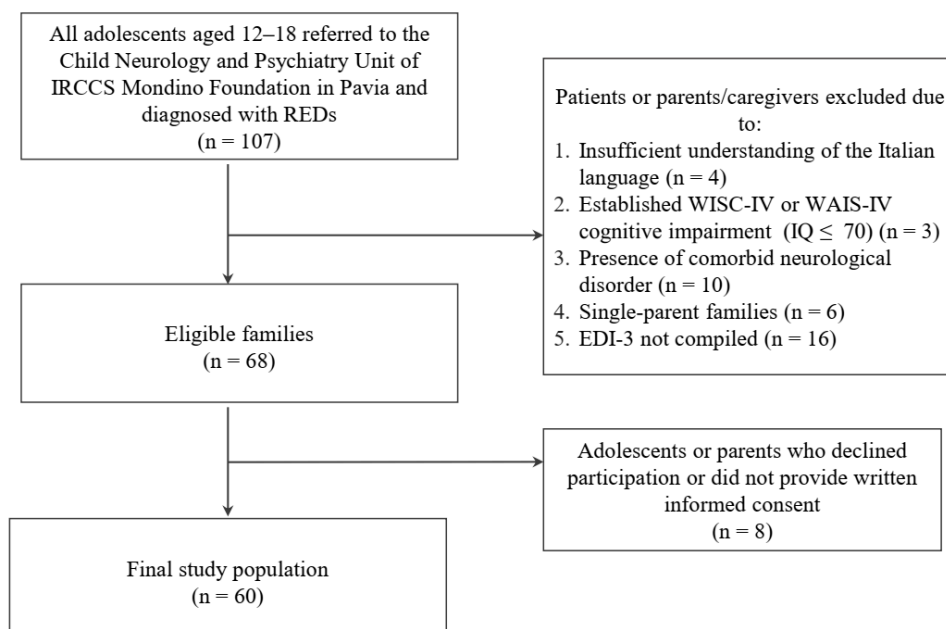 All adolescents aged 12–18 referred to the
Child Neurology and Psychiatry Unit of
IRCCS Mondino Foundation in Pavia and
diagnosed with REDs
(n = 107)
Patients or parents/caregivers excluded due
to:
1. Insufficient understanding of the Italian
language (n = 4)
2. Established WISC-IV or WAIS-IV
cognitive impairment (IQ ≤ 70) (n = 3)
3. Presence of comorbid neurological
disorder (n = 10)
4. Single-parent families (n = 6)
5. EDI-3 not compiled (n = 16)
Eligible families
(n = 68)
Adolescents or parents who declined
participation or did not provide written
informed consent
(n = 8)
Final study population
(n = 60)